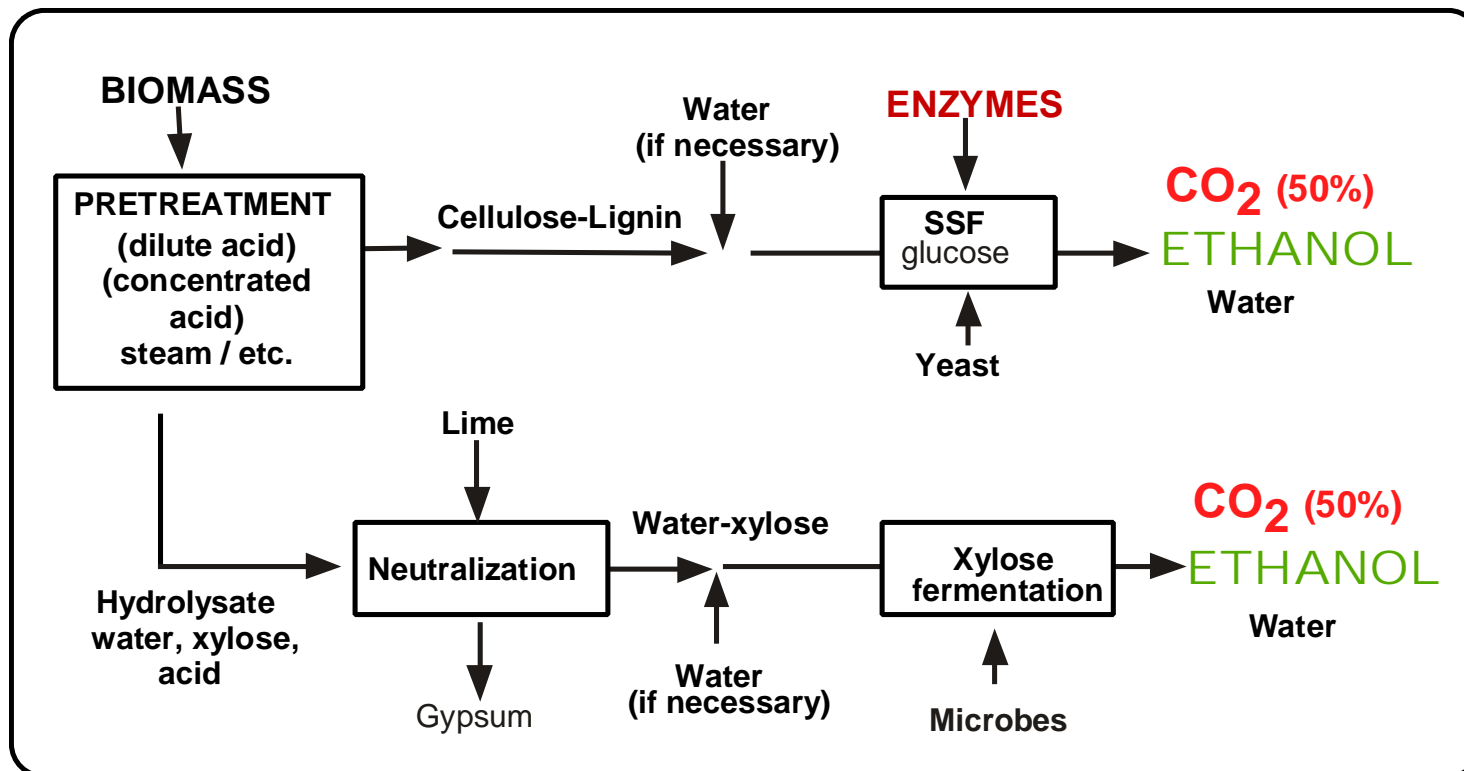 BIOMASS
PRETREATMENT
(dilute acid)
(concentrated
acid)
steam / etc.
Cellulose-Lignin
Water
(if necessary)
ENZYMES
SSF
glucose
Yeast
CO2 (50%)
ETHANOL
Water
Hydrolysate
water, xylose,
acid
Lime
Neutralization
Gypsum
Water-xylose
Water
(if necessary)
Xylose
fermentation
Microbes
CO2 (50%)
ETHANOL
Water